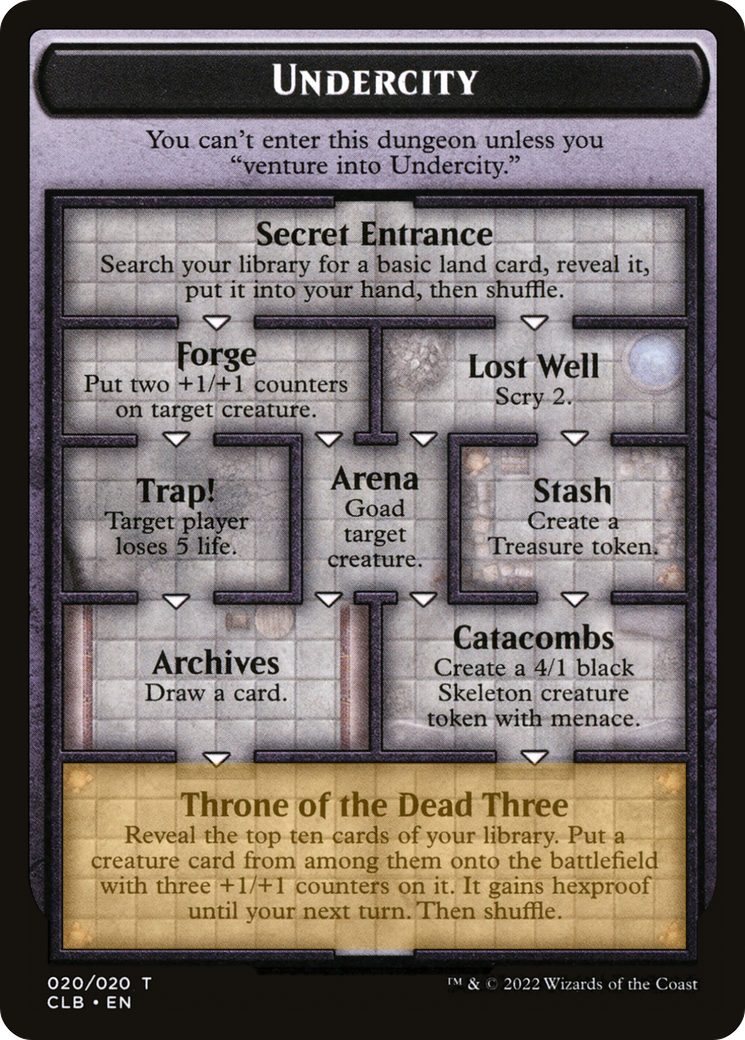 UNDERCITY
You can't enter this dungeon unless you
"venture into Undercity."
Secret Entrance
Search your library for a basic land card, reveal it,
put it into your hand, then shuffle.
Forge
Put two +1/+1 counters
on target creature.
Lost Well
Scry 2.
Trap!
Target player
loses 5 life.
Arena
Goad
target
creature.
Stash
Create a
Treasure token.
Archives
Draw a card.
Catacombs
Create a 4/1 black
Skeleton creature
token with menace.
Throne of the Dead Three
Reveal the top ten cards of your library. Put a
creature card from among them onto the battlefield
with three +1/+1 counters on it. It gains hexproof
until your next turn. Then shuffle.
020/020 T
CLB • EN
™ & © 2022 Wizards of the Coast